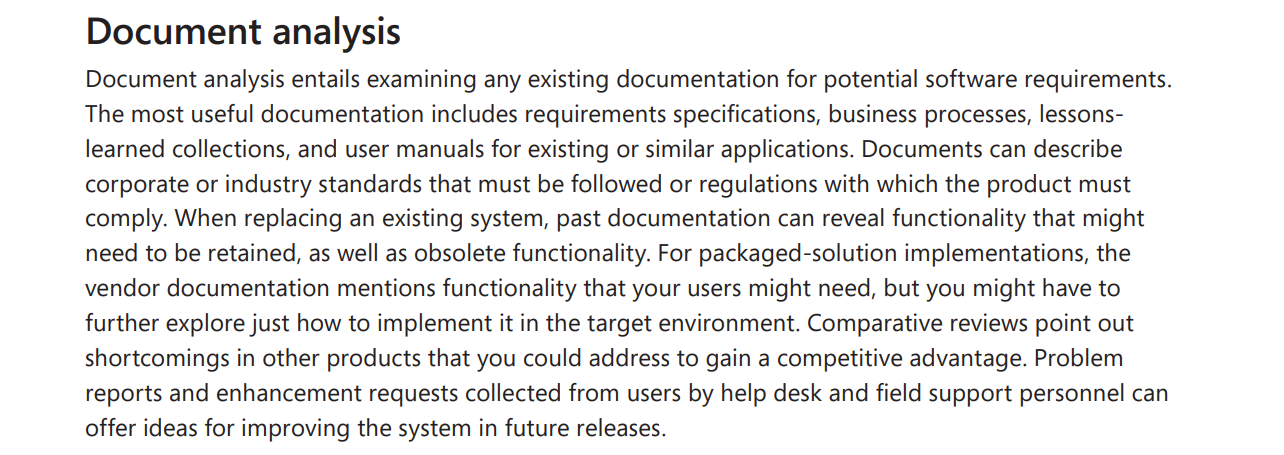 Document analysis
Document analysis entails examining any existing documentation for potential software requirements.
The most useful documentation includes requirements specifications, business processes, lessons-
learned collections, and user manuals for existing or similar applications. Documents can describe
corporate or industry standards that must be followed or regulations with which the product must
comply. When replacing an existing system, past documentation can reveal functionality that might
need to be retained, as well as obsolete functionality. For packaged-solution implementations, the
vendor documentation mentions functionality that your users might need, but you might have to
further explore just how to implement it in the target environment. Comparative reviews point out
shortcomings in other products that you could address to gain a competitive advantage. Problem
reports and enhancement requests collected from users by help desk and field support personnel can
offer ideas for improving the system in future releases.